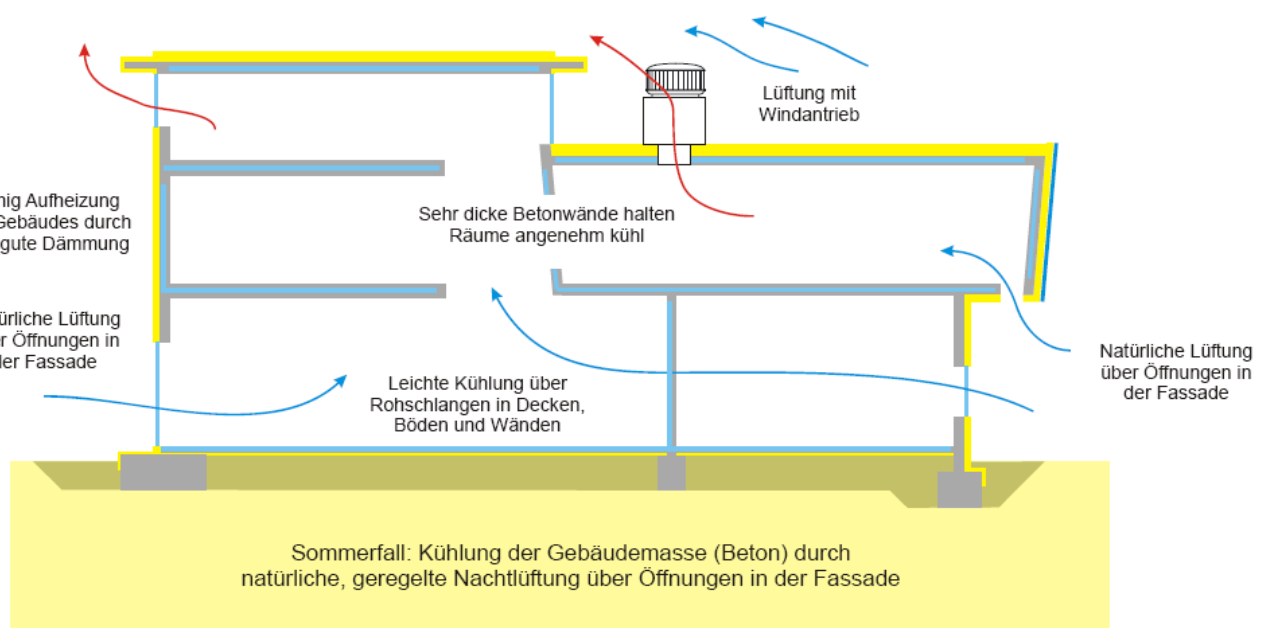 Lüftung mit
Windantrieb
Aufheizung
Gebäudes durch
gute Dämmung
Sehr dicke Betonwände halten
Räume angenehm kühl
Lüftung
Öffnungen in
Fassade
Natürliche Lüftung
über Öffnungen in
der Fassade
Leichte Kühlung über
Rohschlangen in Decken,
Böden und Wänden
Sommerfall: Kühlung der Gebäudemasse (Beton) durch
natürliche, geregelte Nachtlüftung über Öffnungen in der Fassade